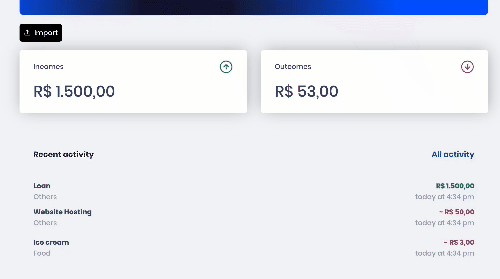 Import
Incomes
R$ 1.500,00
Outcomes
R$ 53,00
Recent activity
All activity
Loan
R$ 1.500,00
Others
today at 4:34 pm
Website Hosting
- R$ 50,00
Others
today at 4:34 pm
Ice cream
- R$ 3,00
Food
today at 4:34 pm